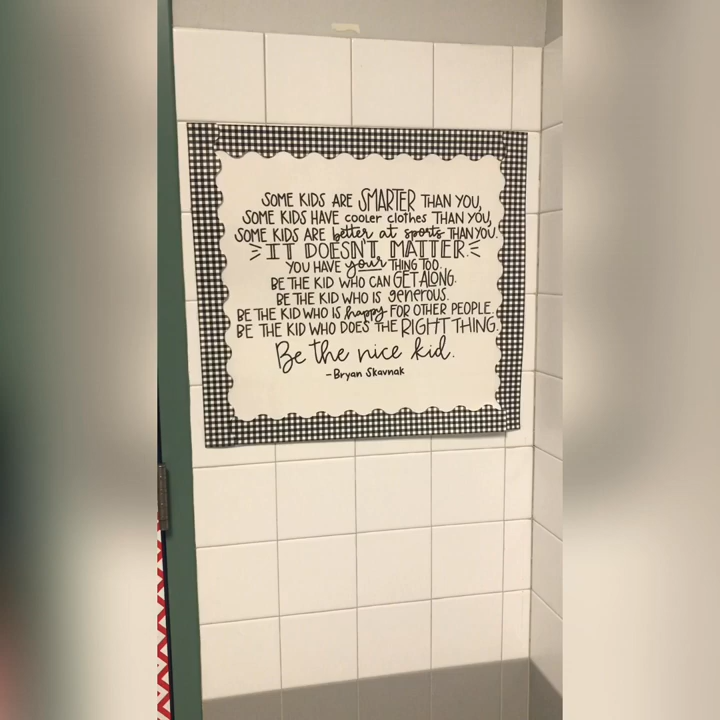 SOME KIDS ARE SMARTER THAN YOU,
SOME KIDS HAVE cooler clothes THAN YOU,
SOME KIDS ARE better at sports THAN YOU.
IT DOESN'T MATTER.
YOU HAVE your THING TOO.
BE THE KID WHO CAN GET ALONG.
BE THE KID WHO IS generous.
BE THE KID WHO IS happy FOR OTHER PEOPLE.
BE THE KID WHO DOES THE RIGHT THING.
Be the nice kid.
-Bryan Skavnak